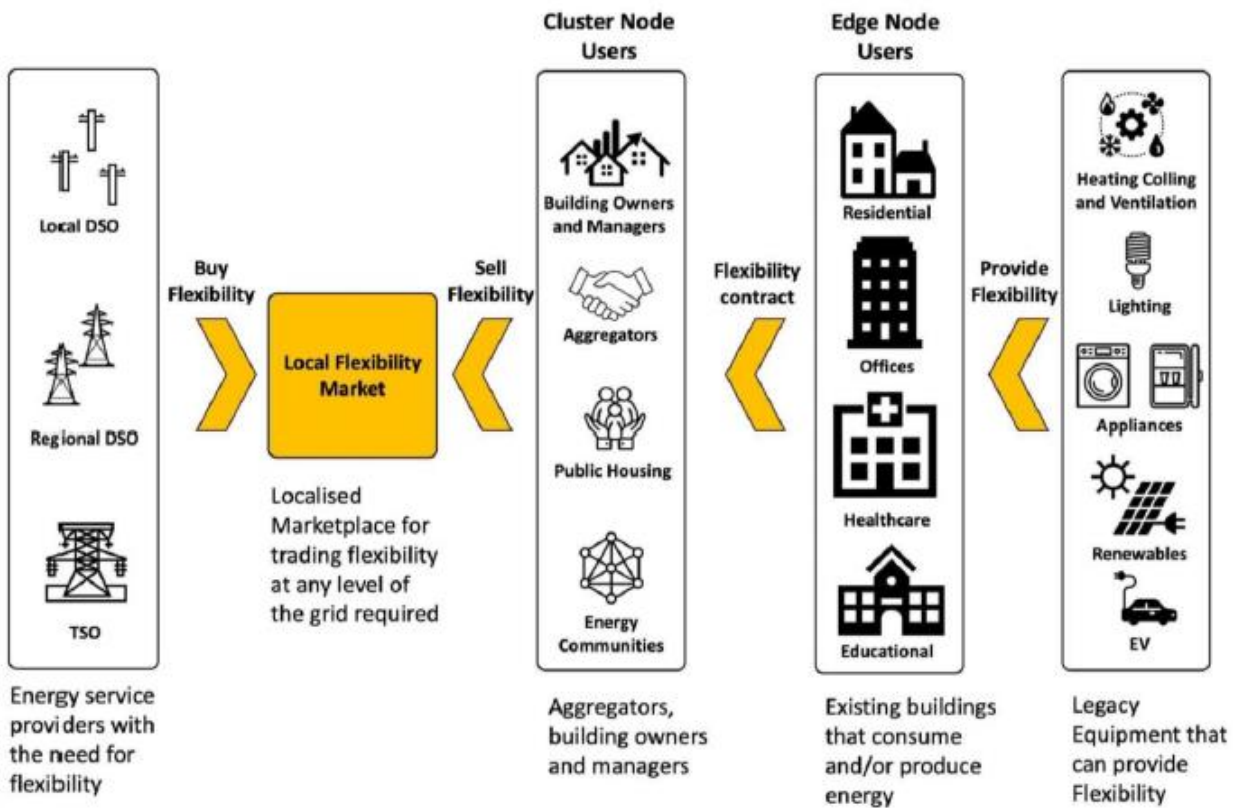 Cluster Node
Users
Edge Node
Users
Local DSO
Regional DSO
TSO
Energy service
providers with
the need for
flexibility
Buy
Flexibility
Local Flexibility
Market
Localised
Marketplace for
trading flexibility
at any level of
the grid required
Sell
Flexibility
Building Owners
and Managers
Aggregators
Public Housing
Energy
Communities
Aggregators,
building owners
and managers
Flexibility
contract
Residential
Offices
Healthcare
Educational
Existing buildings
that consume
and/or produce
energy
Provide
Flexibility
Heating Colling
and Ventilation
Lighting
Appliances
Renewables
EV
Legacy
Equipment that
can provide
Flexibility